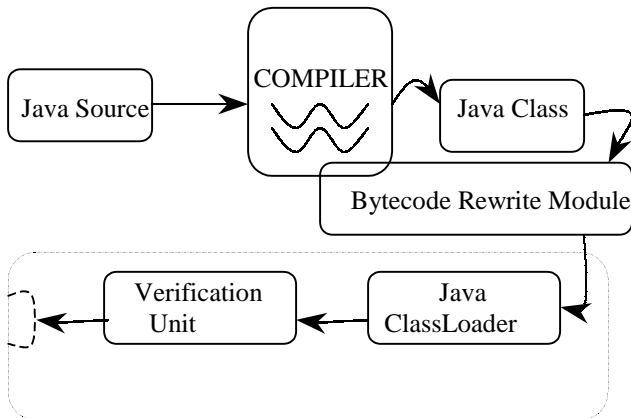 COMPILER
Java Source
Java Class
Bytecode Rewrite Module
Verification
Unit
Java
ClassLoader